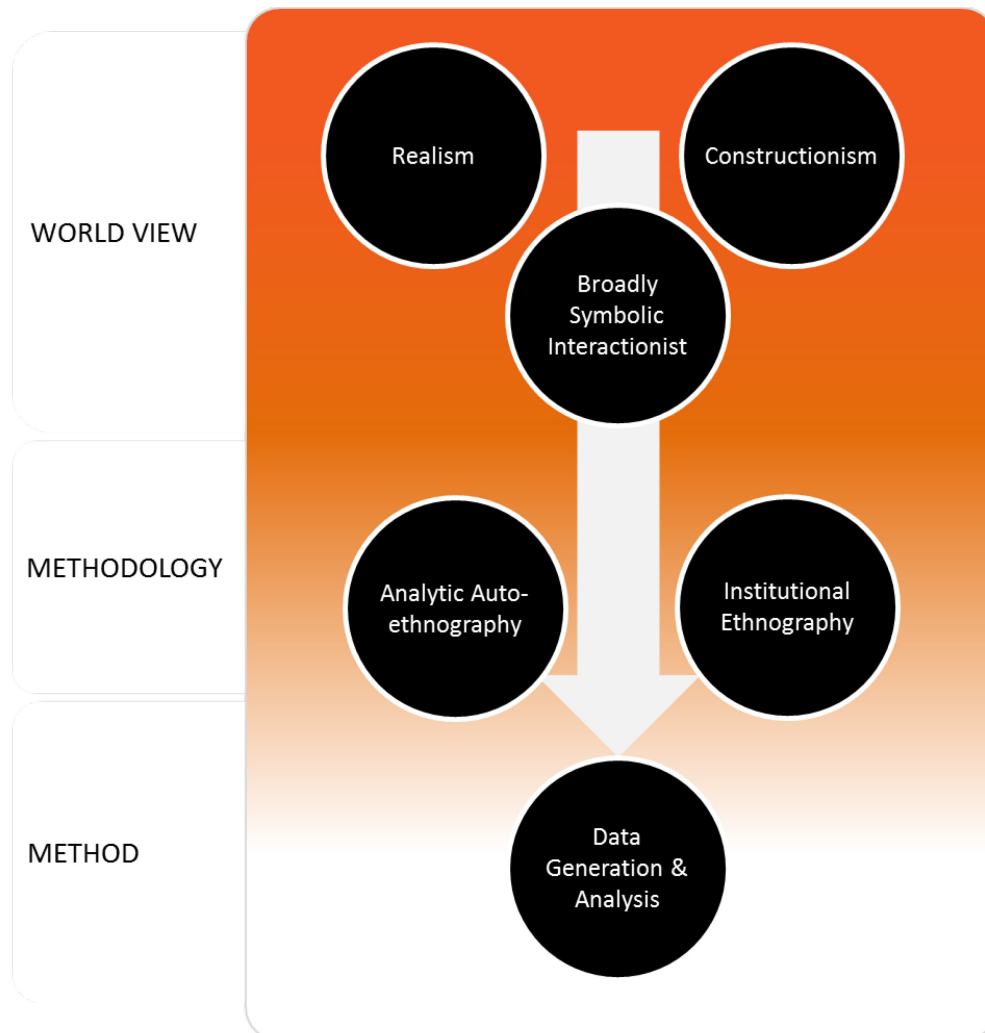 Realism
Constructionism
WORLD VIEW
Broadly
Symbolic
Interactionist
METHODOLOGY
Analytic Auto-
ethnography
Institutional
Ethnography
METHOD
Data
Generation &
Analysis